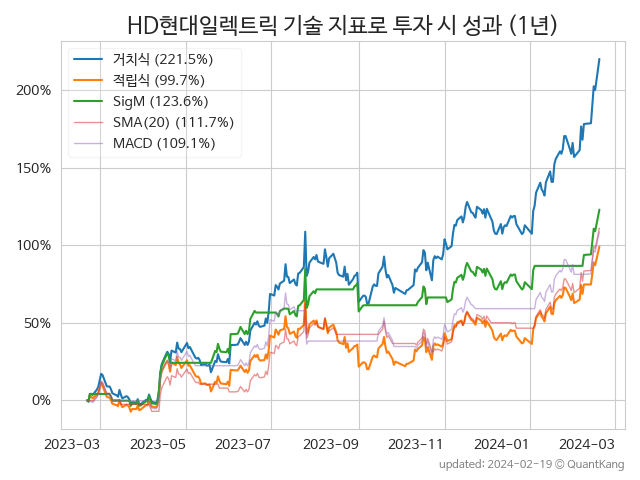 HD현대일렉트릭 기술 지표로 투자 시 성과 (1년)
거치식 (221.5%)
적립식 (99.7%)
SigM (123.6%)
SMA(20) (111.7%)
MACD (109.1%)
200%
150%
100%
50%
0%
2023-03 2023-05 2023-07 2023-09 2023-11 2024-01 2024-03
updated: 2024-02-19 © QuantKang